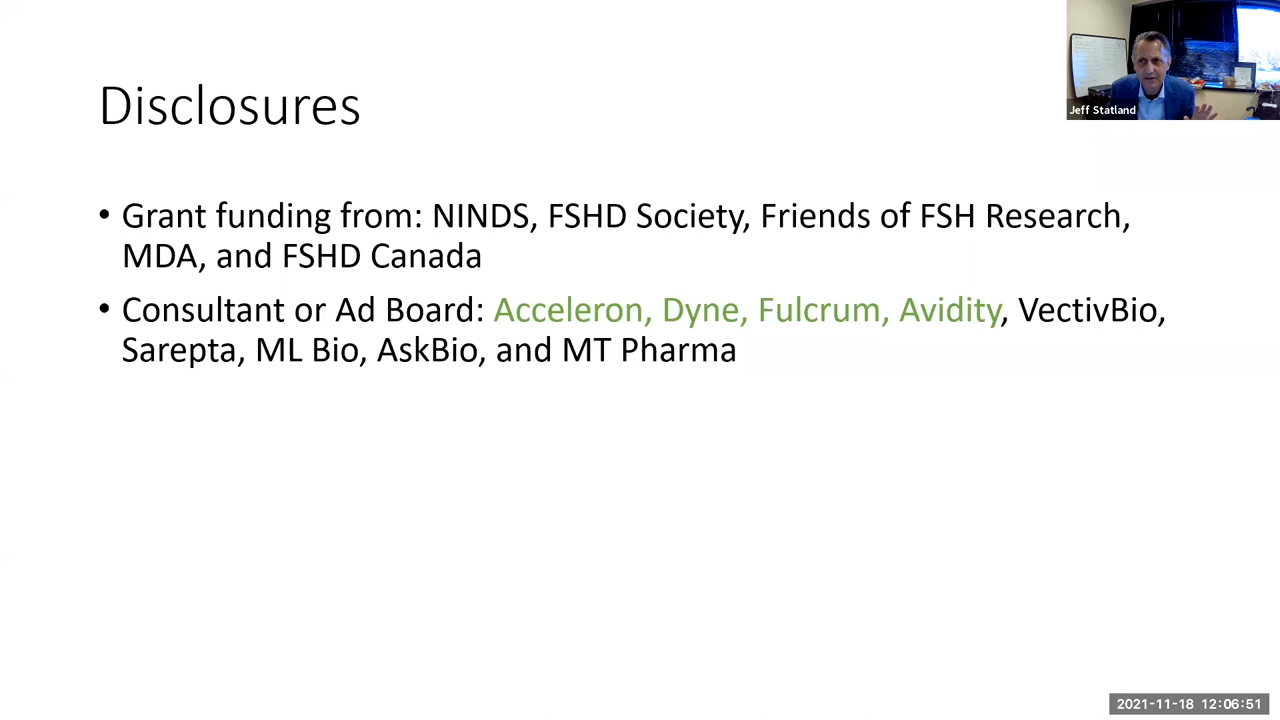 Disclosures
Jeff Statland
• Grant funding from: NINDS, FSHD Society, Friends of FSH Research,
MDA, and FSHD Canada
• Consultant or Ad Board: Acceleron, Dyne, Fulcrum, Avidity, VectivBio,
Sarepta, ML Bio, AskBio, and MT Pharma
2021-11-18 12:06:51